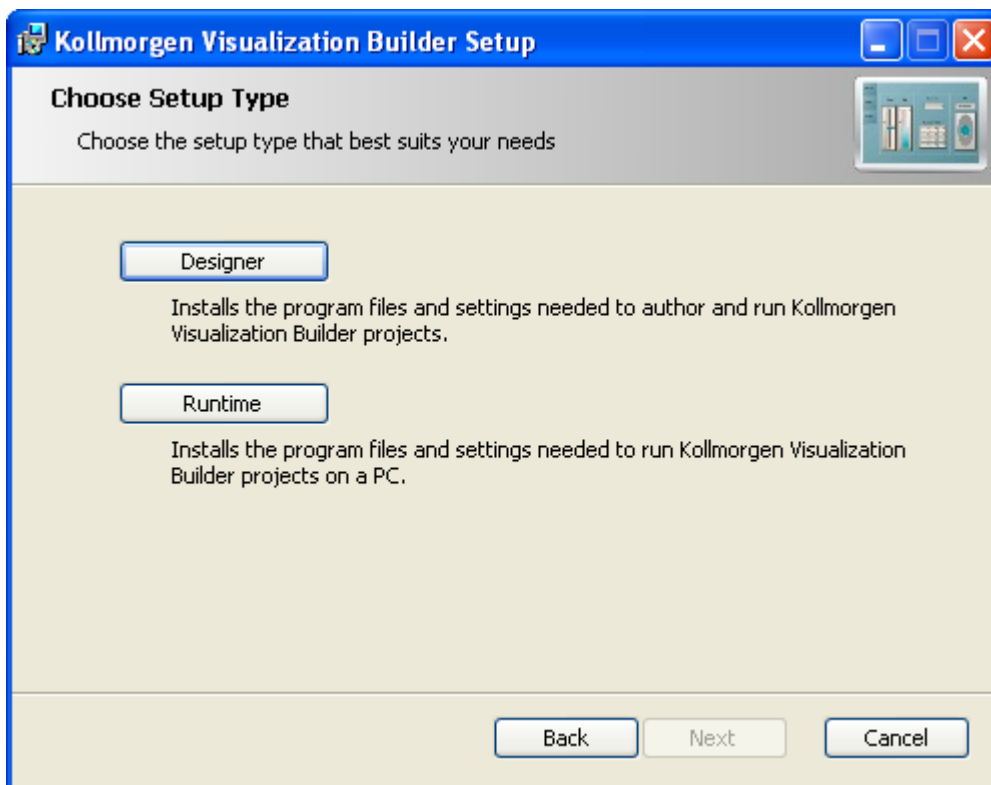 Kollmorgen Visualization Builder Setup
Choose Setup Type
Choose the setup type that best suits your needs
Designer
Installs the program files and settings needed to author and run Kollmorgen
Visualization Builder projects.
Runtime
Installs the program files and settings needed to run Kollmorgen Visualization
Builder projects on a PC.
Back Next Cancel